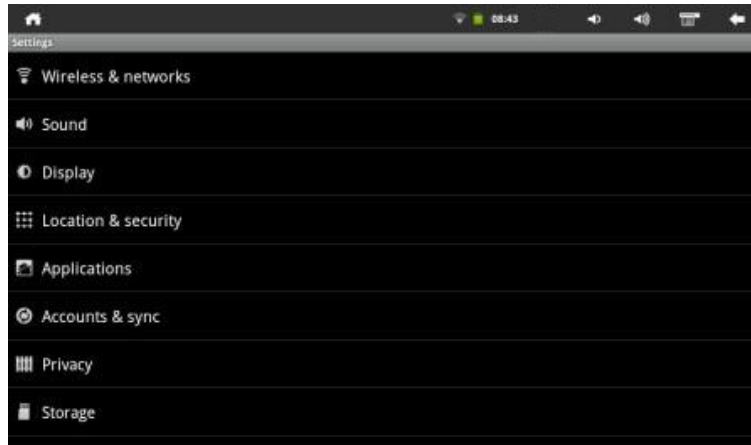 08:43
Settings
Wireless & networks
Sound
Display
Location & security
Applications
Accounts & sync
Privacy
Storage